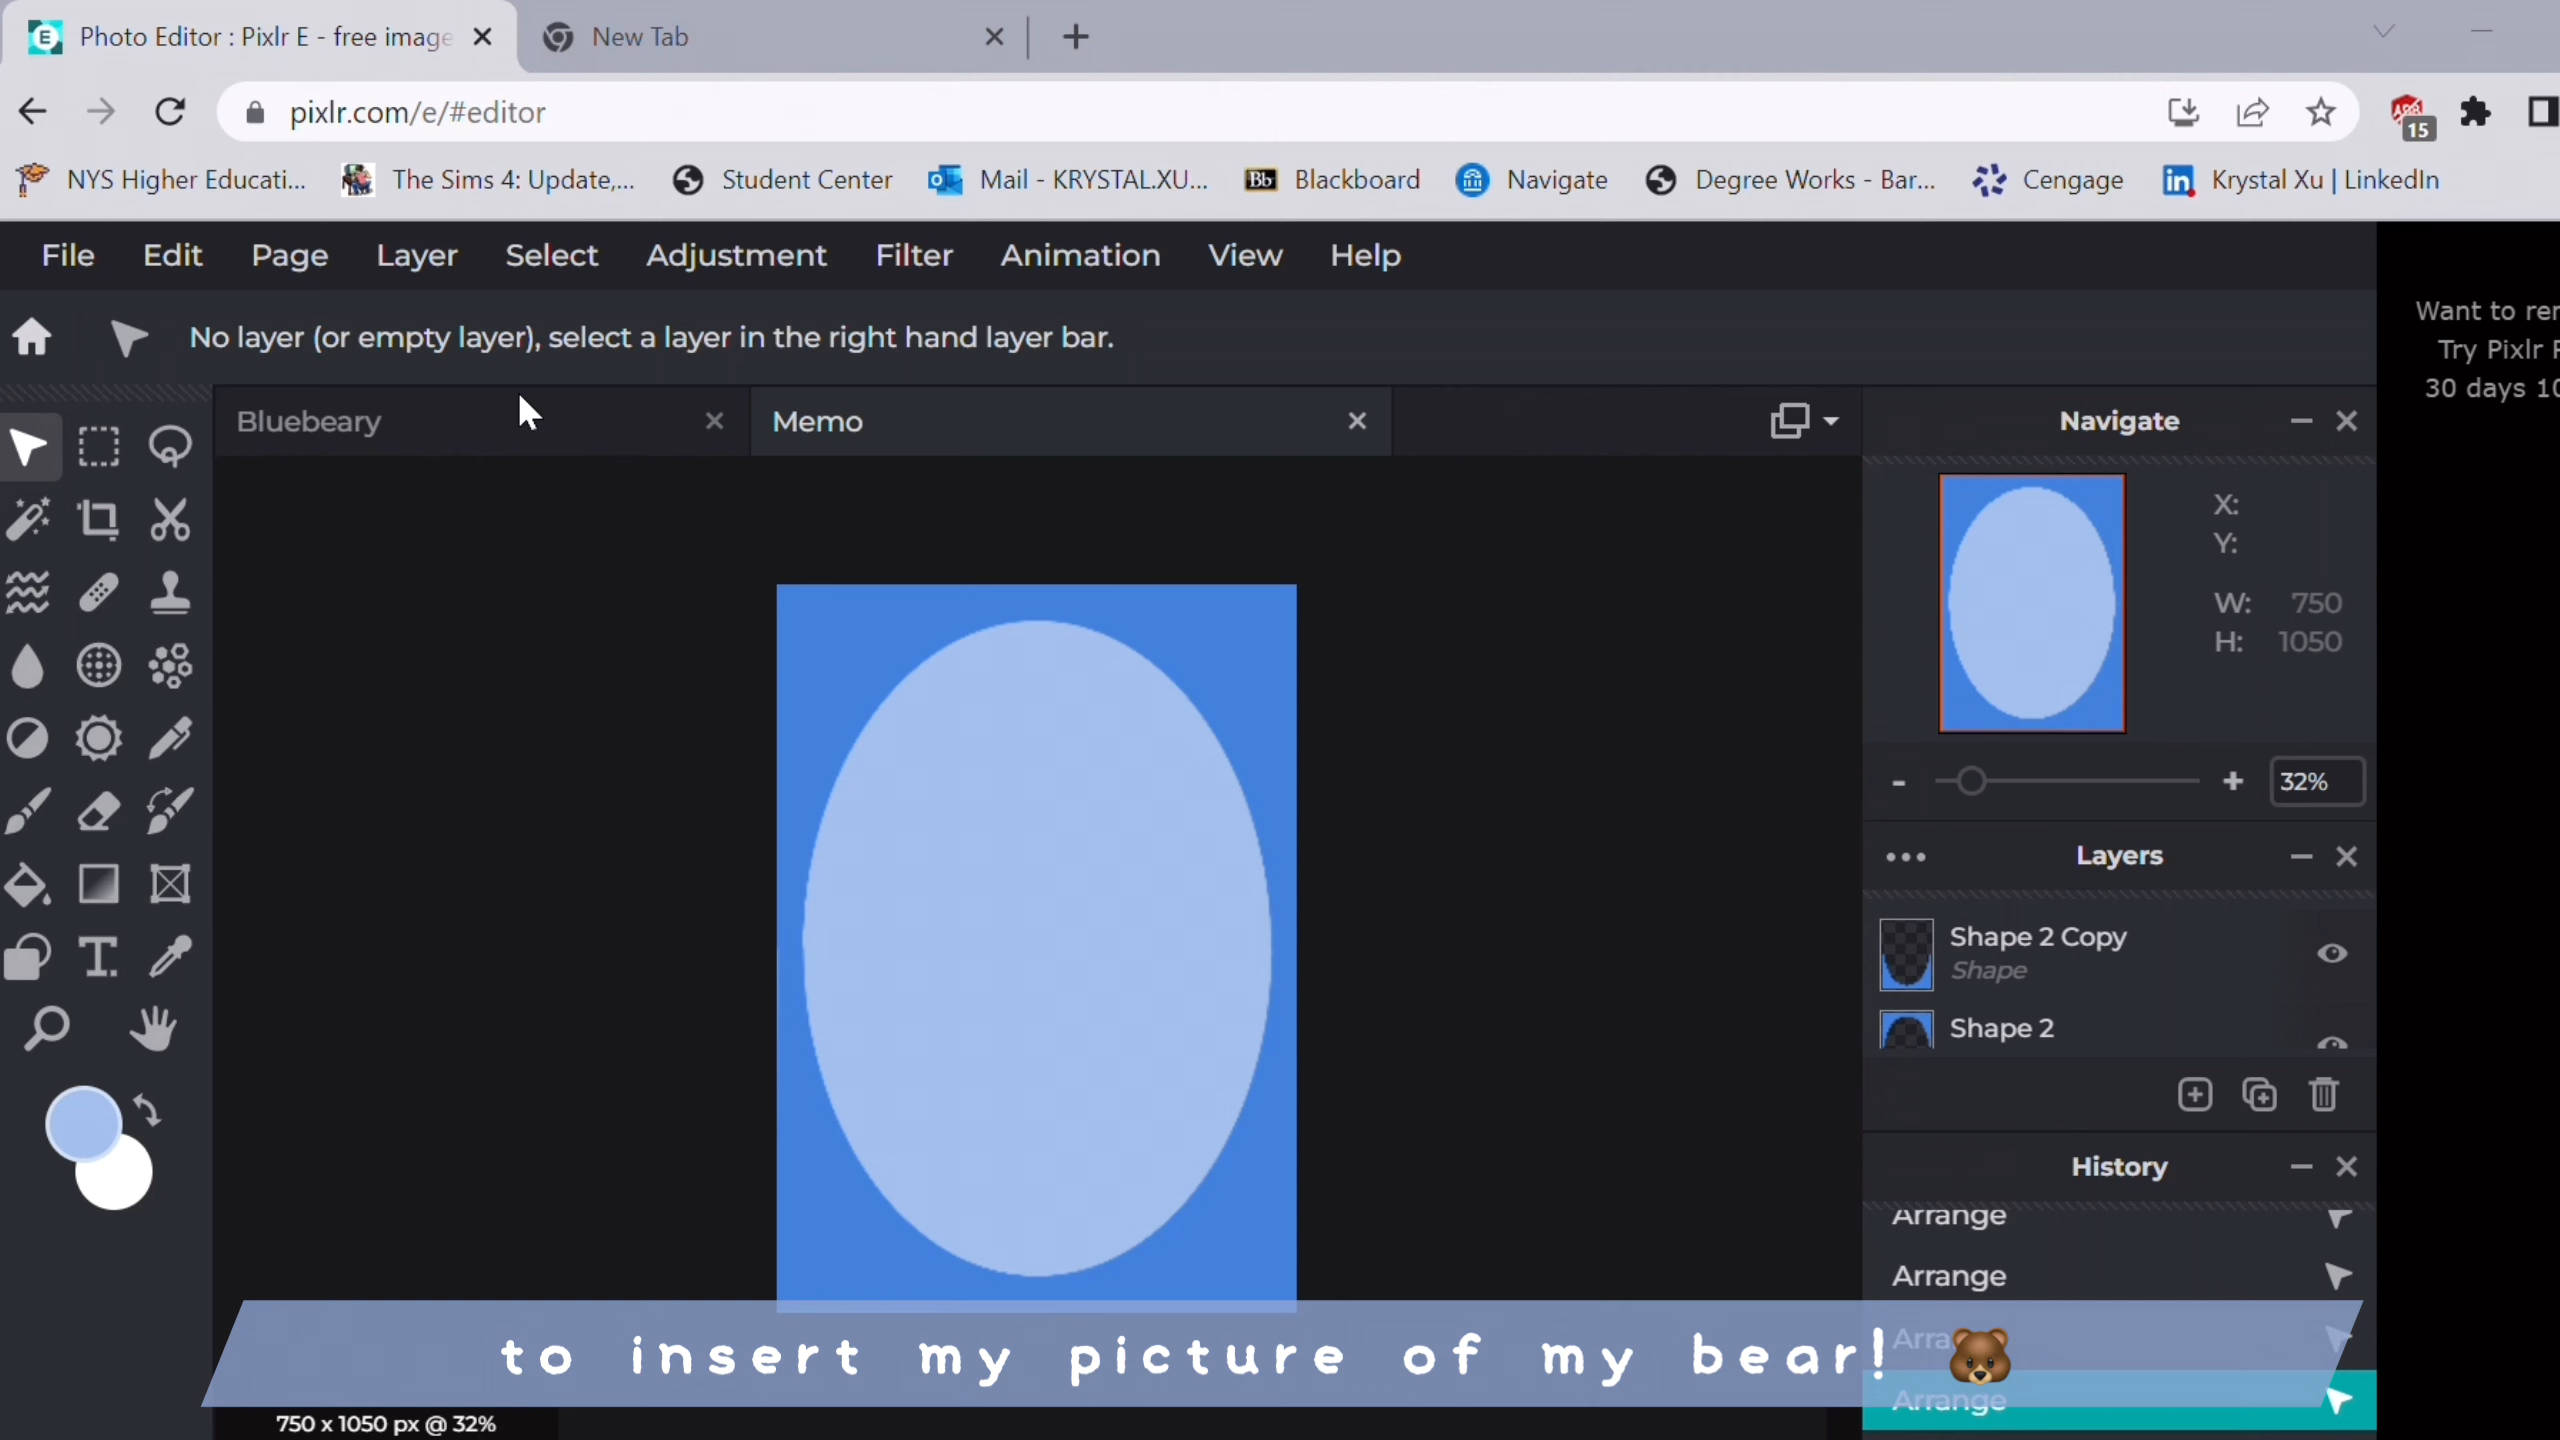 Photo Editor : Pixlr E - free image
New Tab
pixlr.com/e/#editor
15
NYS Higher Educati...
The Sims 4: Update,...
Student Center
Mail - KRYSTAL.XU...
Bb Blackboard
Navigate
Degree Works - Bar...
Cengage
in Krystal Xu | LinkedIn
File Edit Page Layer Select Adjustment Filter Animation View Help
No layer (or empty layer), select a layer in the right hand layer bar.
Want to
Try Pixlr
30 days
Bluebeary
Memo
Navigate
X:
Y:
W: 750
H: 1050
32%
Layers
Shape 2 Copy
Shape
Shape 2
History
Arrange
Arrange
Arrange
to insert my picture of my bear!
750 x 1050 px @ 32%